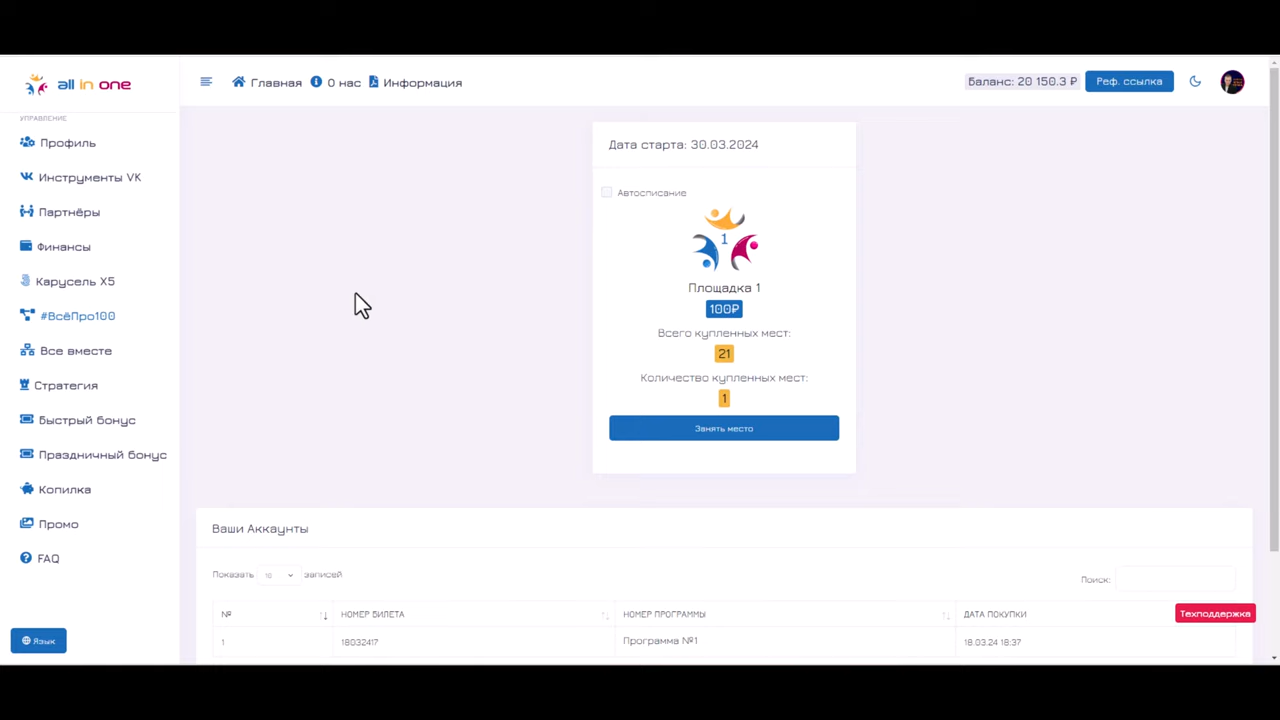 all in one
Главная
О нас
Информация
Баланс: 20 150.3 ₽
Реф. ссылка
УПРАВЛЕНИЕ
Профиль
Инструменты VK
Партнёры
Финансы
Карусель X5
#ВсёПро100
Все вместе
Стратегия
Быстрый бонус
Праздничный бонус
Копилка
Промо
FAQ
Язык
Дата старта: 30.03.2024
Автосписание
1
Площадка 1
100₽
Всего купленных мест:
21
Количество купленных мест:
1
Занять место
Ваши Аккаунты
Показать 10 записей
Поиск:
№ НОМЕР БИЛЕТА НОМЕР ПРОГРАММЫ ДАТА ПОКУПКИ
Техподдержка
1 18032417 Программа №1 18.03.24 18:37